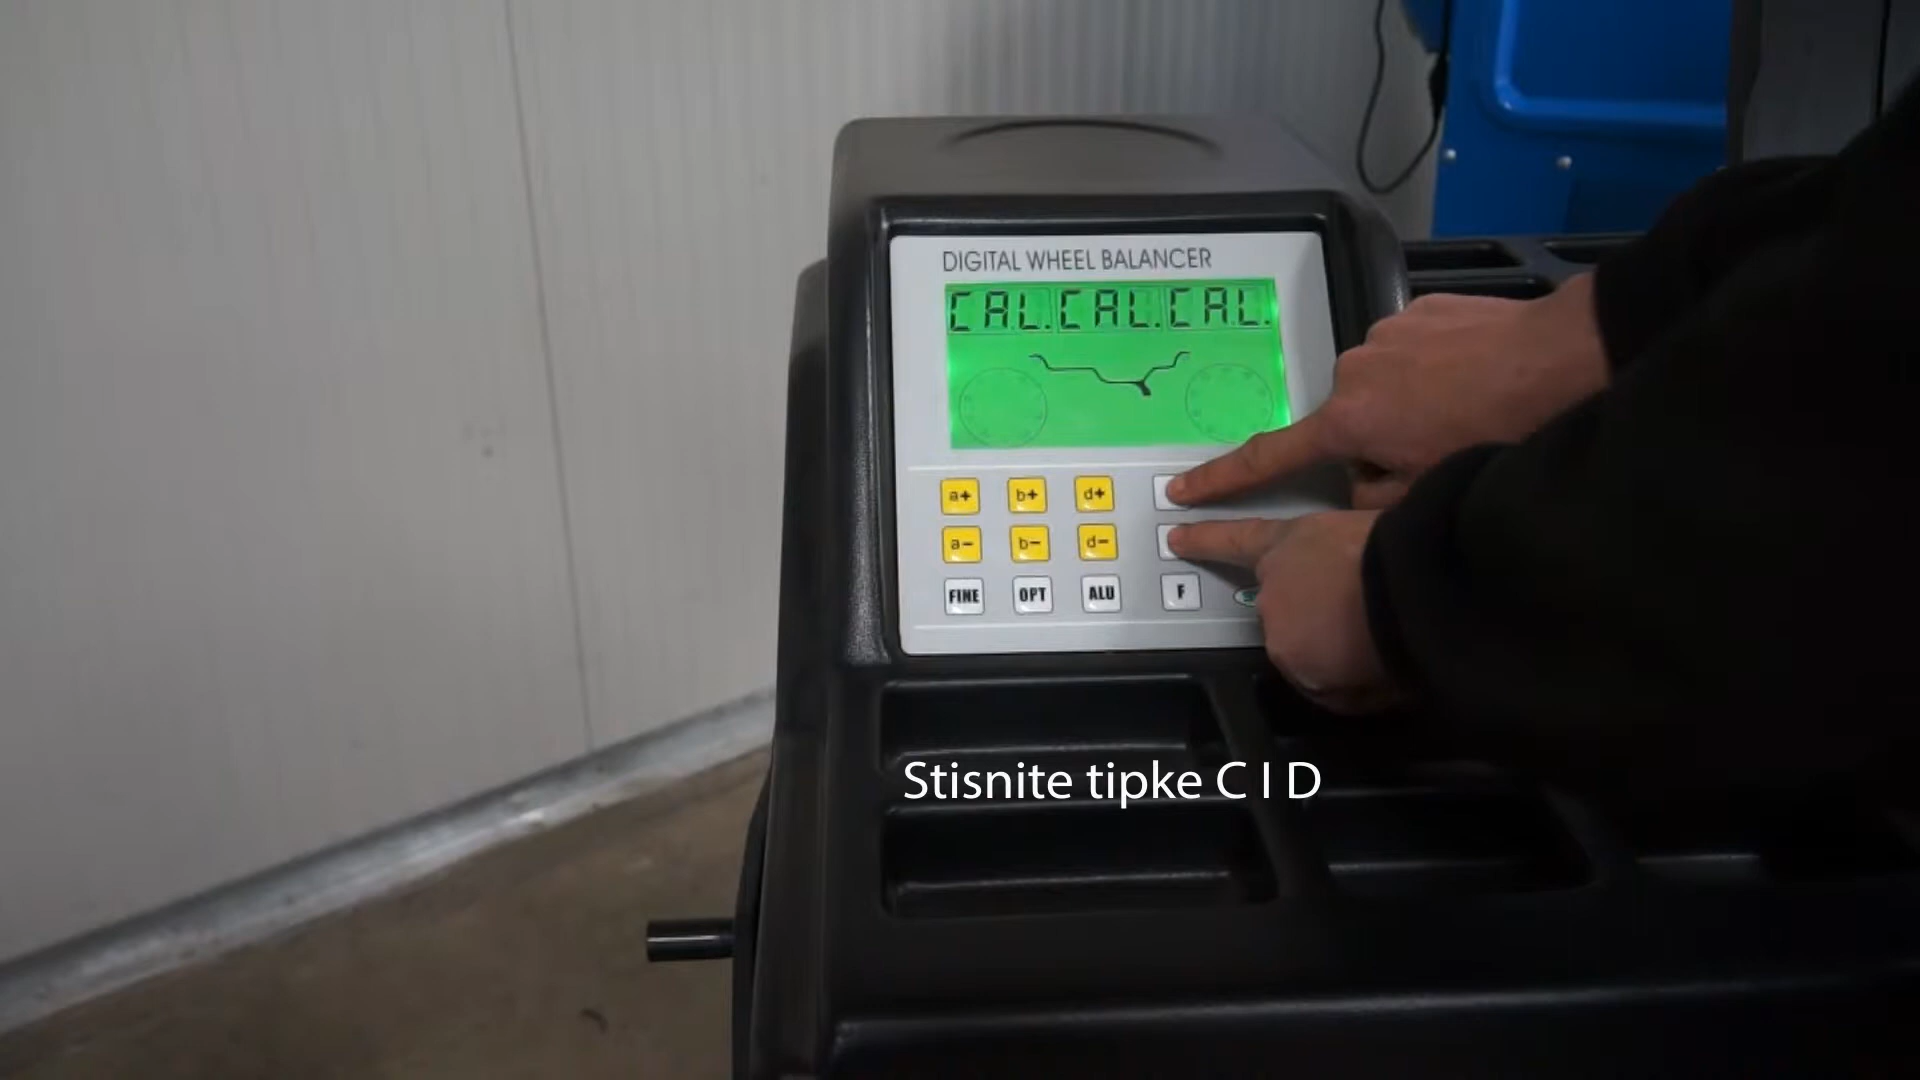 DIGITAL WHEEL BALANCER
CAL. CAL. CAL.
a+ b+ d+
a- b- d-
FINE OPT ALU F
Stisnite tipke C I D